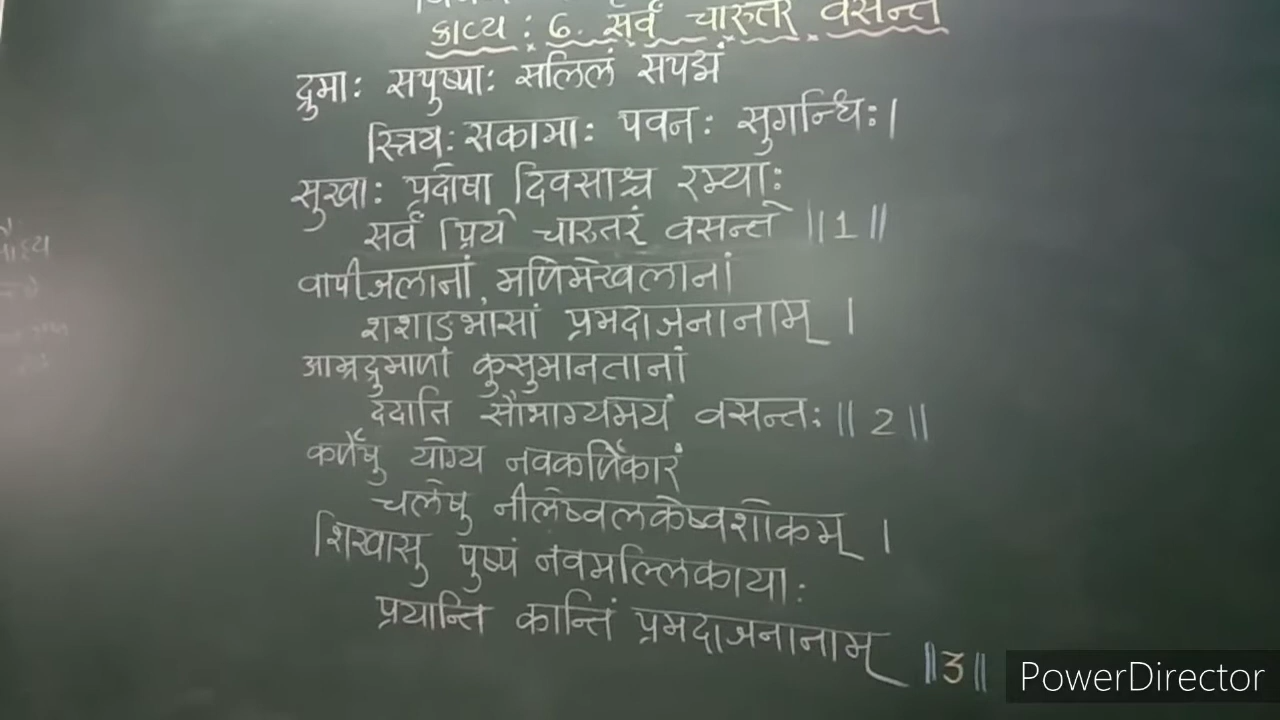 काव्य : 6. सर्वं चारुतरं वसन्ते
द्रुमाः सपुष्पाः सलिलं सपद्मं
स्त्रियः सकामाः पवनः सुगन्धिः।
सुखाः प्रदोषा दिवसाश्च रम्याः
सर्वं प्रिये चारुतरं वसन्ते ॥1॥
वापीजलानां मणिमेखलानां
शशाङभासां प्रमदाजनानाम् ।
आम्रद्रुमाणां कुसुमानतानां
ददाति सौभाग्यमयं वसन्तः ॥2॥
कर्णेषु योग्यं नवकर्णिकारं
चलेषु नीलेष्वलकेष्वशोकम् ।
शिखासु पुष्पं नवमल्लिकायाः
प्रयान्ति कान्तिं प्रमदाजनानाम् ॥3॥
PowerDirector